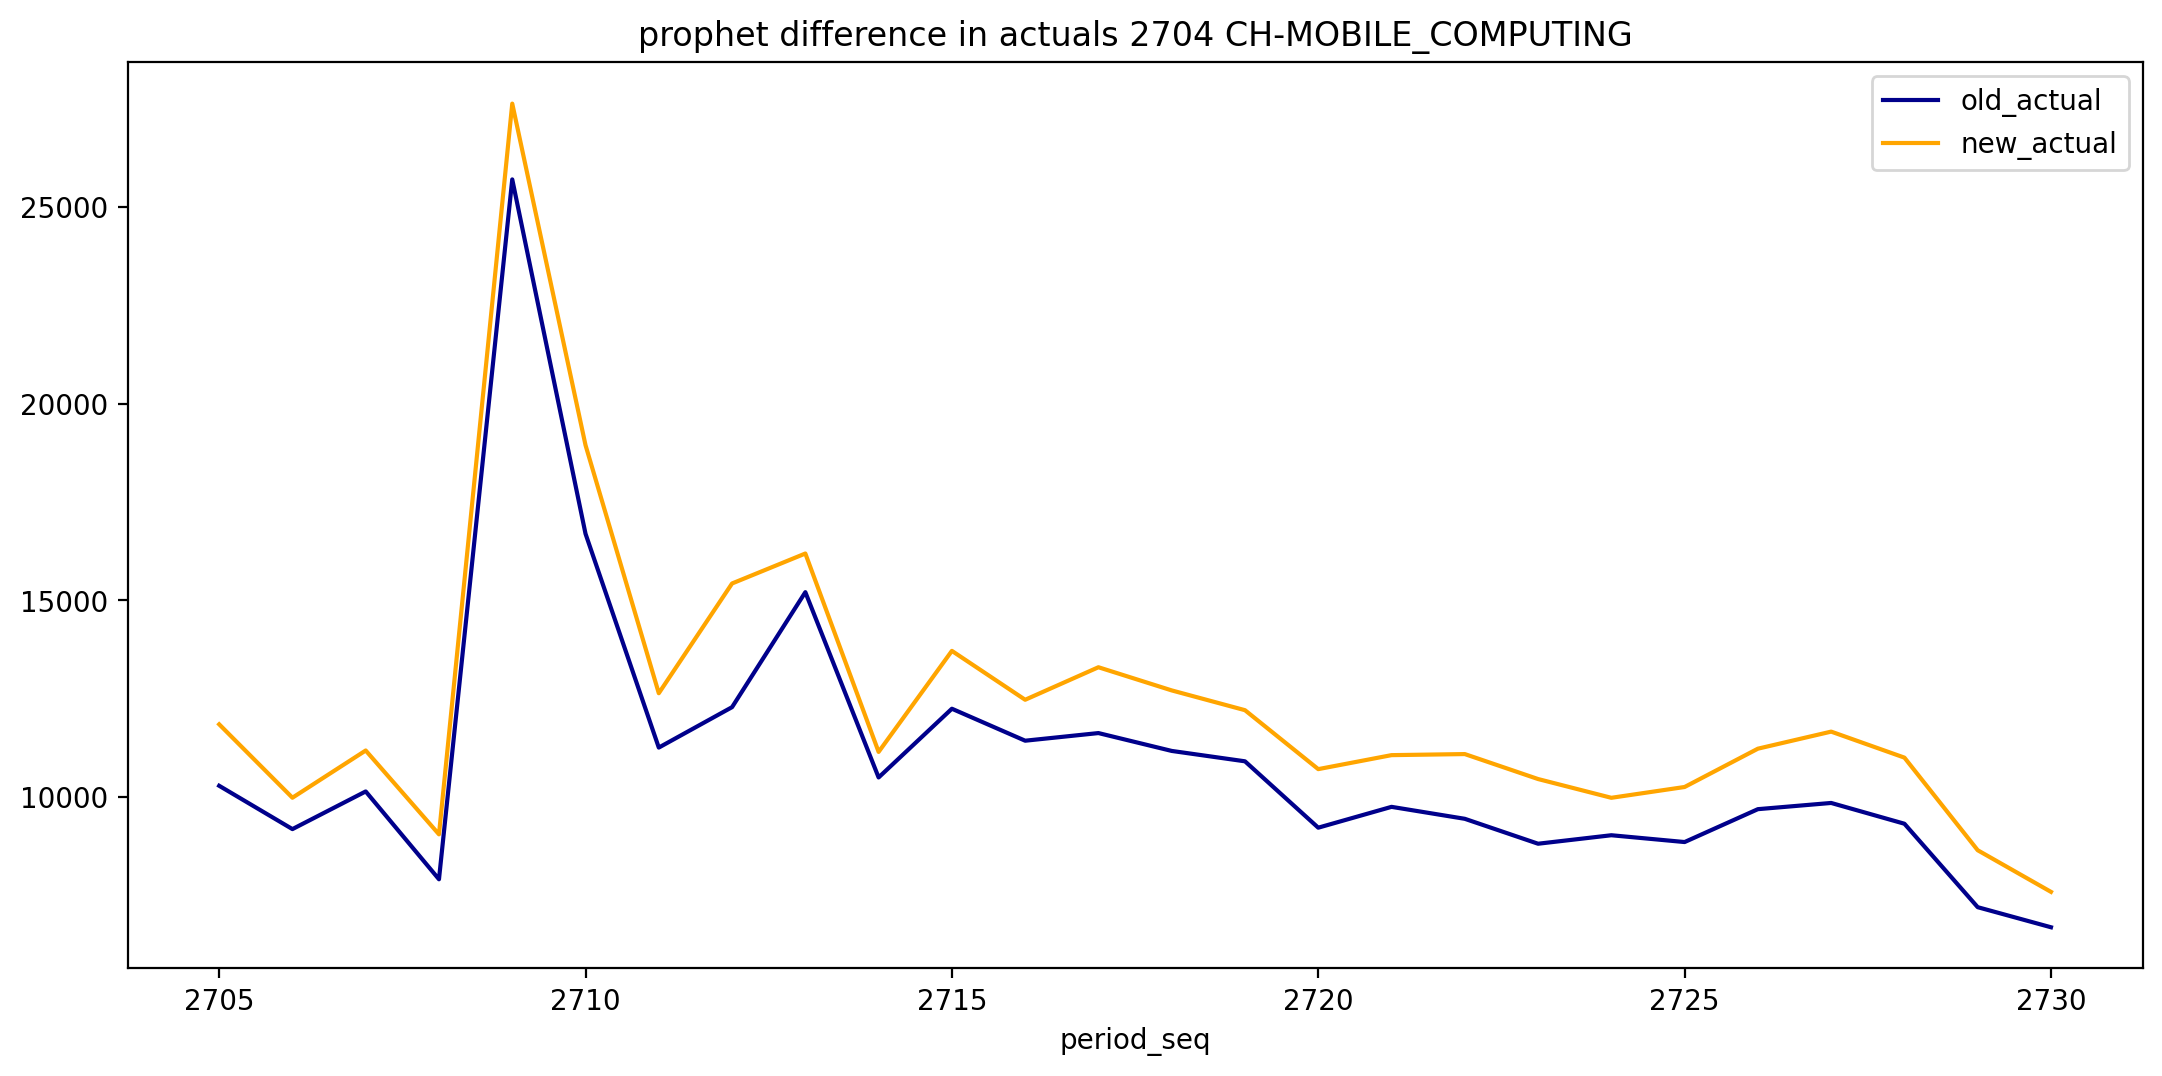 prophet difference in actuals 2704 CH-MOBILE_COMPUTING
old_actual
new_actual
25000
20000
15000
10000
2705 2710 2715 2720 2725 2730
period_seq